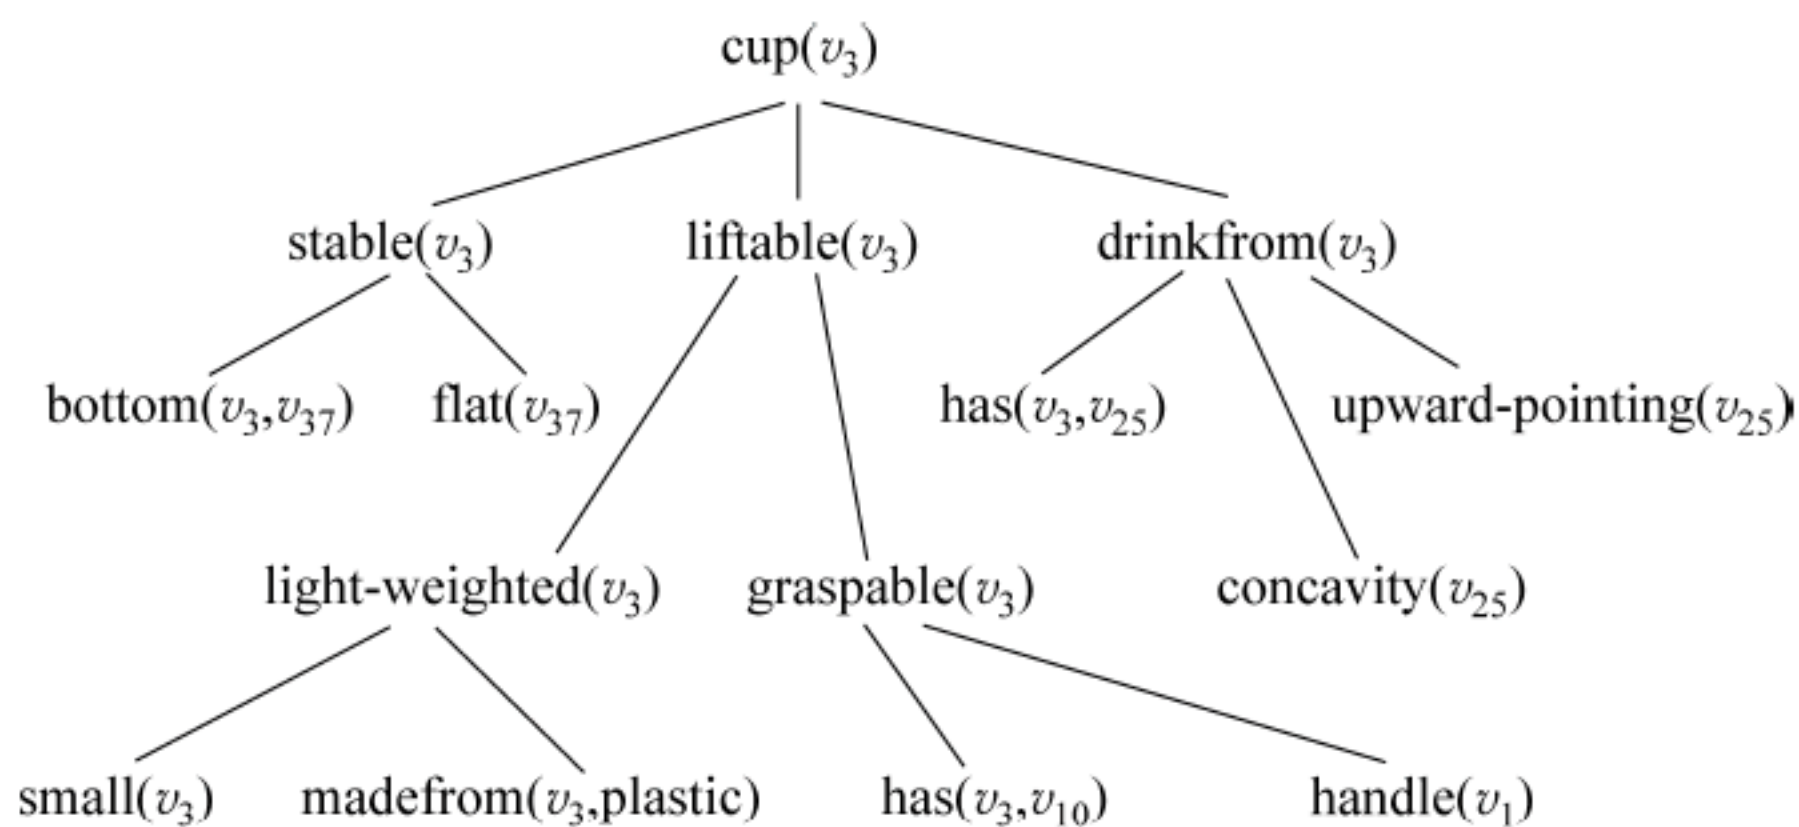 cup(v₃)
stable(v₃) liftable(v₃) drinkfrom(v₃)
bottom(v₃,v₃₇) flat(v₃₇) has(v₃,v₂₅) upward-pointing(v₂₅)
light-weighted(v₃) graspable(v₃) concavity(v₂₅)
small(v₃) madefrom(v₃,plastic) has(v₃,v₁₀) handle(v₁)